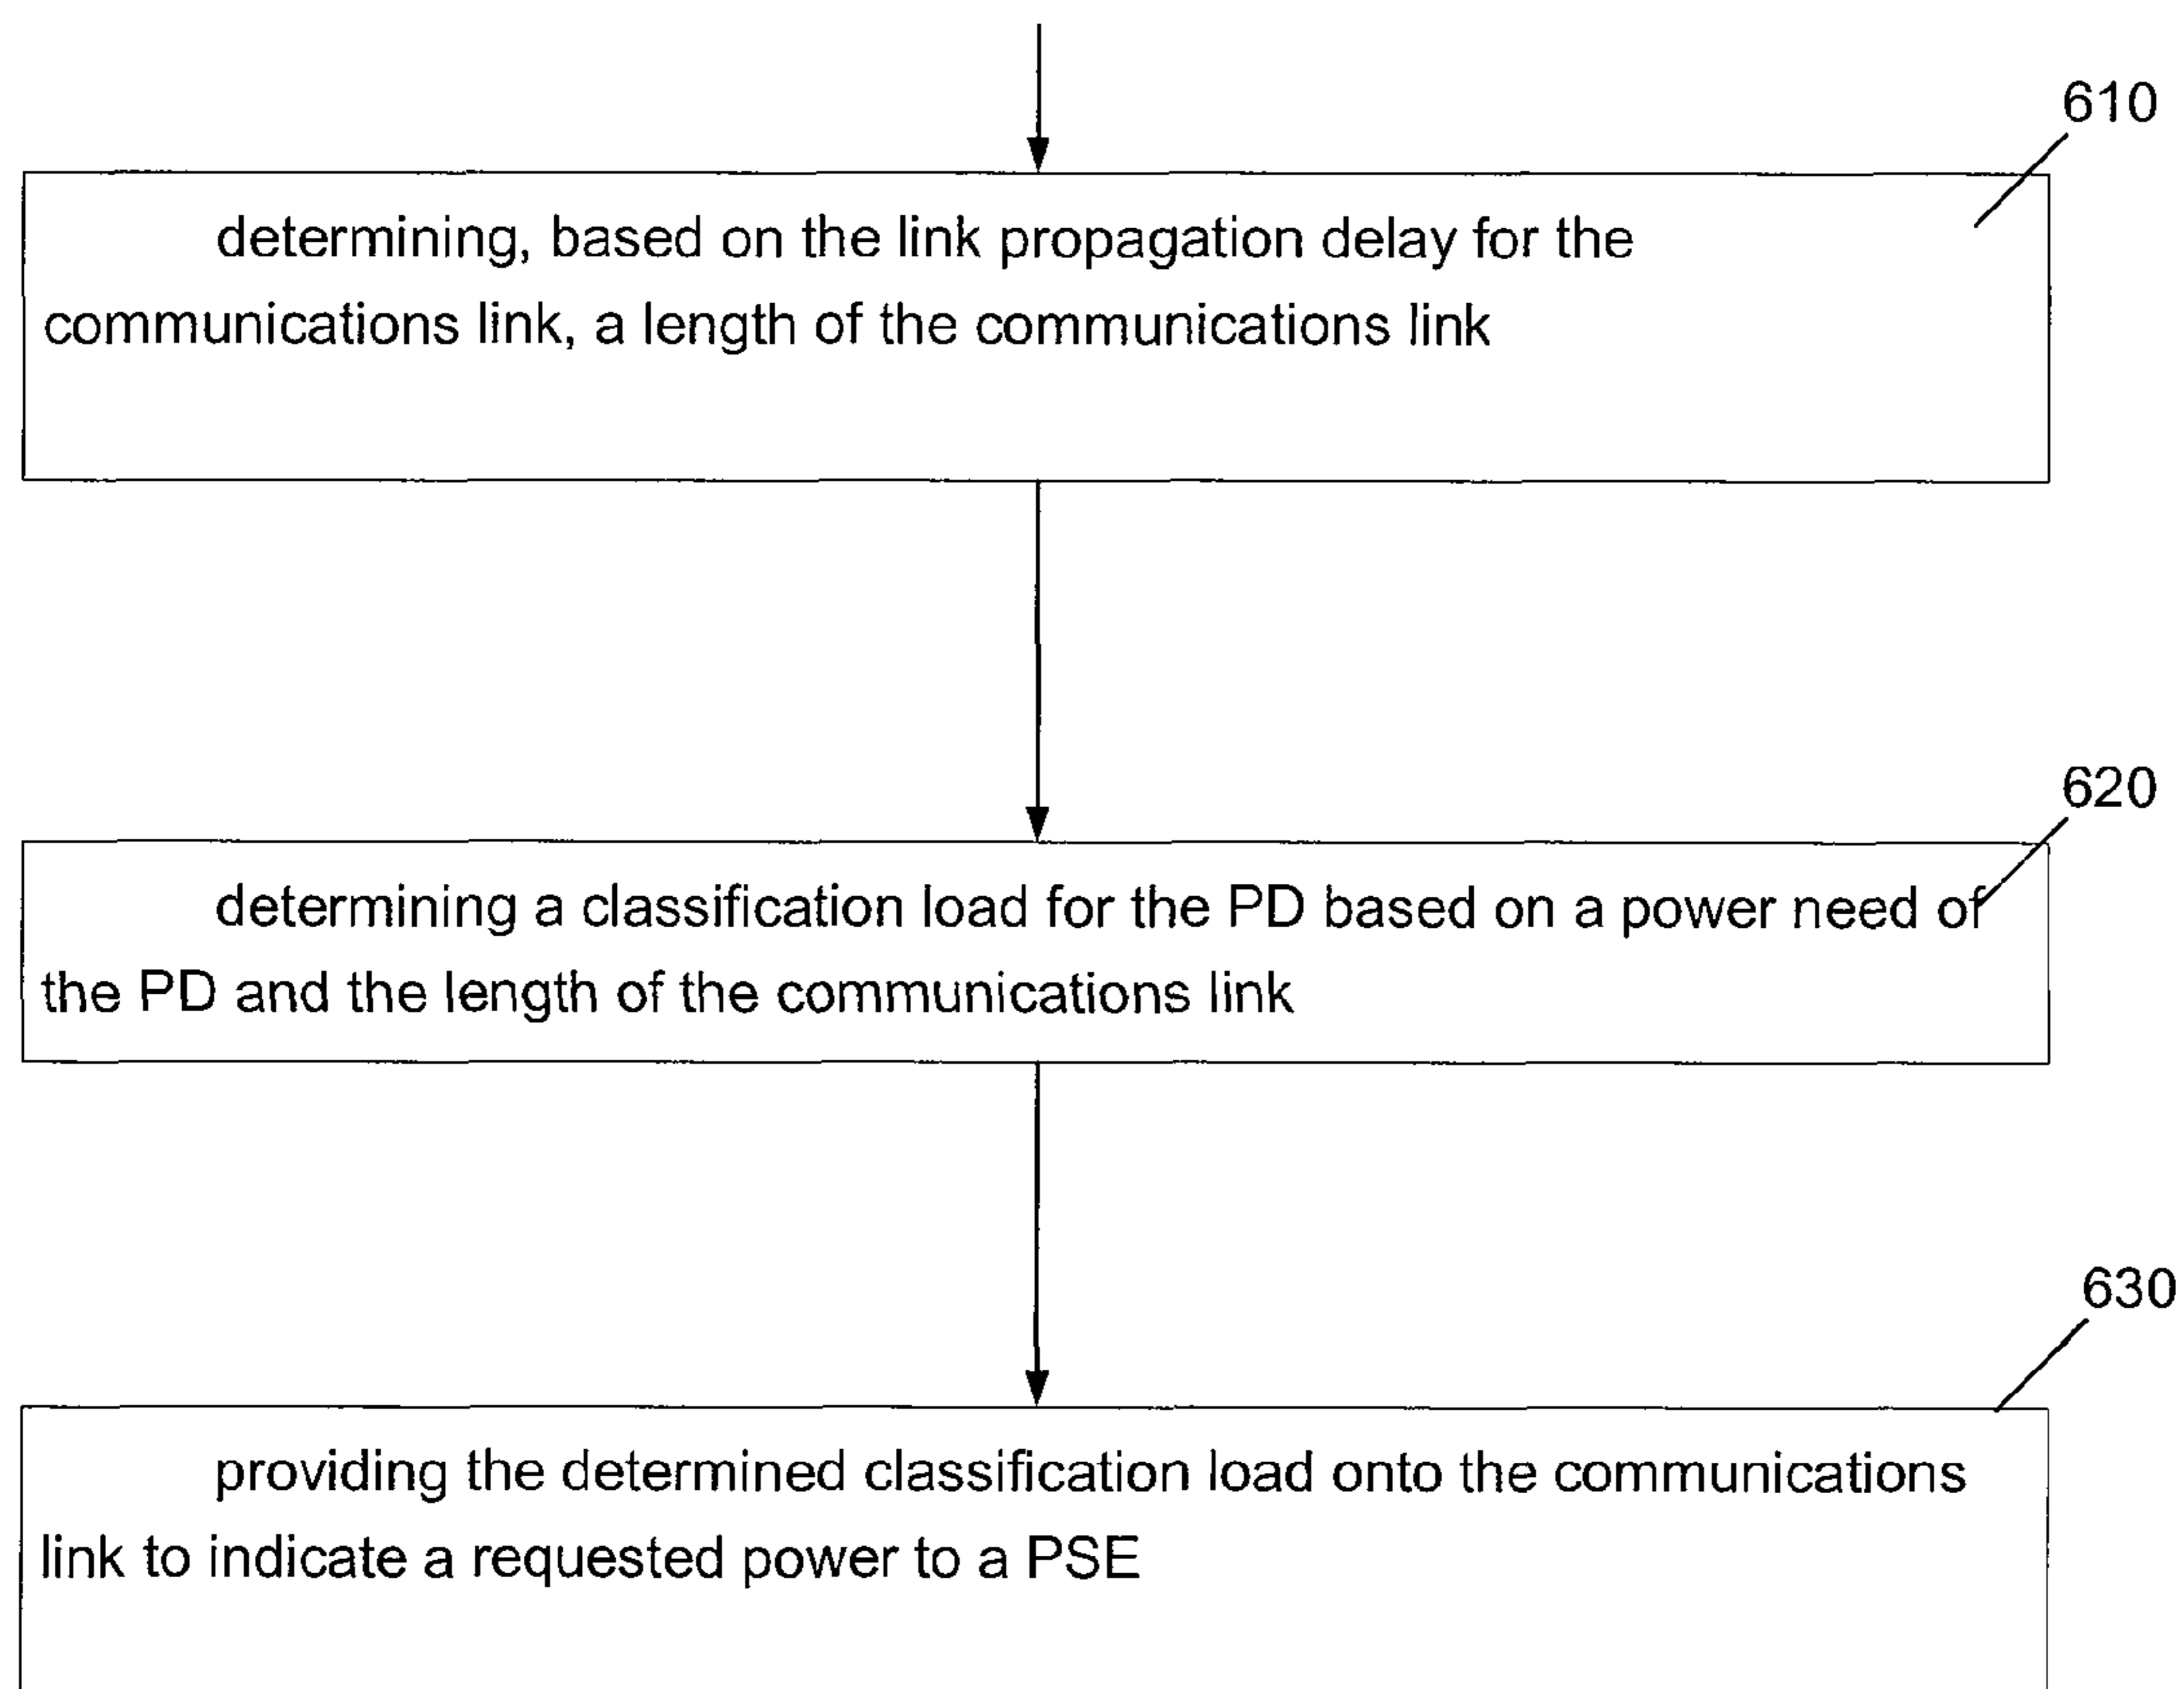 610
determining, based on the link propagation delay for the
communications link, a length of the communications link
620
determining a classification load for the PD based on a power need of
the PD and the length of the communications link
630
providing the determined classification load onto the communications
link to indicate a requested power to a PSE